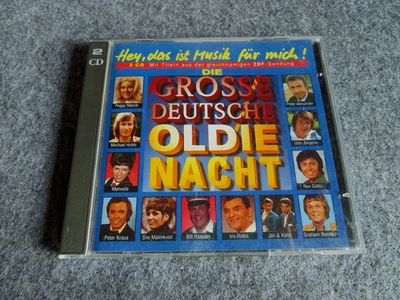 2
CD
Hey, das ist Musik für mich!
2 CD Mit Titeln aus der gleichnamigen ZDF Sendung
DIE
GROSSE
DEUTSCHE
OLDIE
NACHT
Peggy March
Peter Alexander
Michael Holm
Udo Jürgens
Manuela
Rex Gildo
Peter Kraus
Siw Malmkvist
Bill Ramsey
Ivo Robic
Jan & Kjeld
Graham Bonney